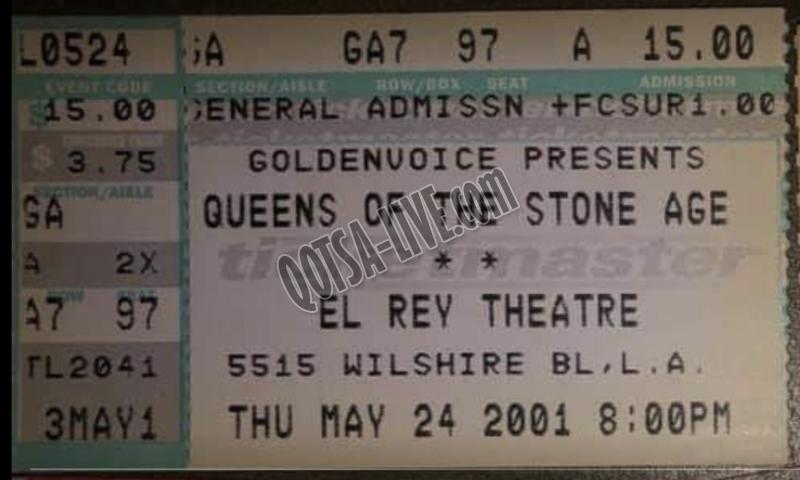 L0524 GA GA7 97 A 15.00
EVENT CODE SECTION/AISLE ROW/BOX SEAT ADMISSION
$15.00 GENERAL ADMISSN +FCSUR1.00
$ 3.75 GOLDENVOICE PRESENTS
SECTION/AISLE
GA QUEENS OF THE STONE AGE
QOTSA-LIVE.com
ticketmaster
A 2X * *
A7 97 EL REY THEATRE
TL2041 5515 WILSHIRE BL,L.A.
3MAY1 THU MAY 24 2001 8:00PM